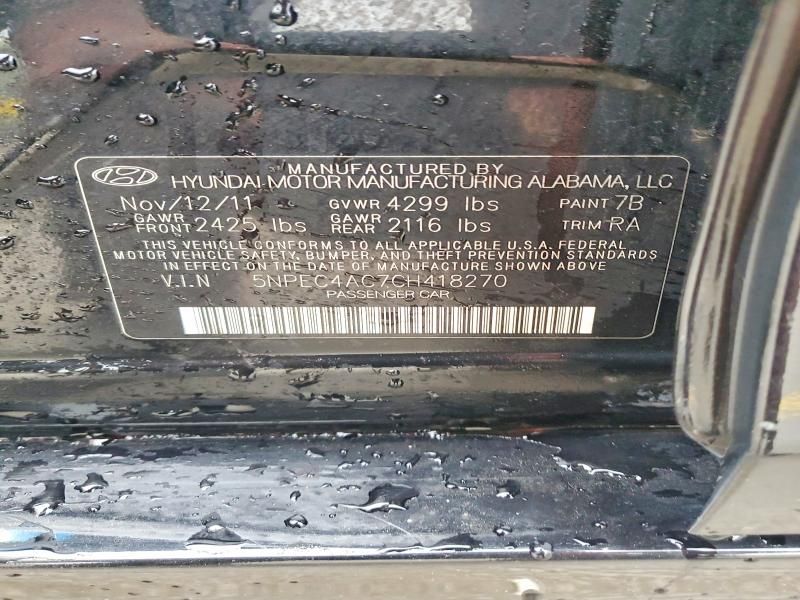 MANUFACTURED BY
HYUNDAI MOTOR MANUFACTURING ALABAMA, LLC
Nov/12/11 GVWR 4299 lbs PAINT 7B
GAWR FRONT 2425 lbs GAWR REAR 2116 lbs TRIM RA
THIS VEHICLE CONFORMS TO ALL APPLICABLE U.S.A. FEDERAL
MOTOR VEHICLE SAFETY, BUMPER, AND THEFT PREVENTION STANDARDS
IN EFFECT ON THE DATE OF MANUFACTURE SHOWN ABOVE
V.I.N 5NPEC4AC7CH418270
PASSENGER CAR